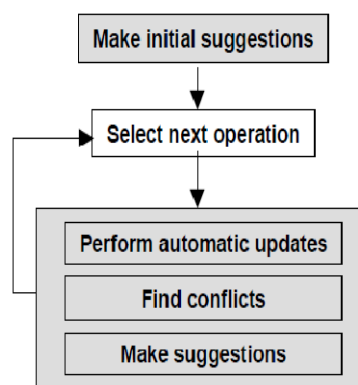 Make initial suggestions
Select next operation
Perform automatic updates
Find conflicts
Make suggestions